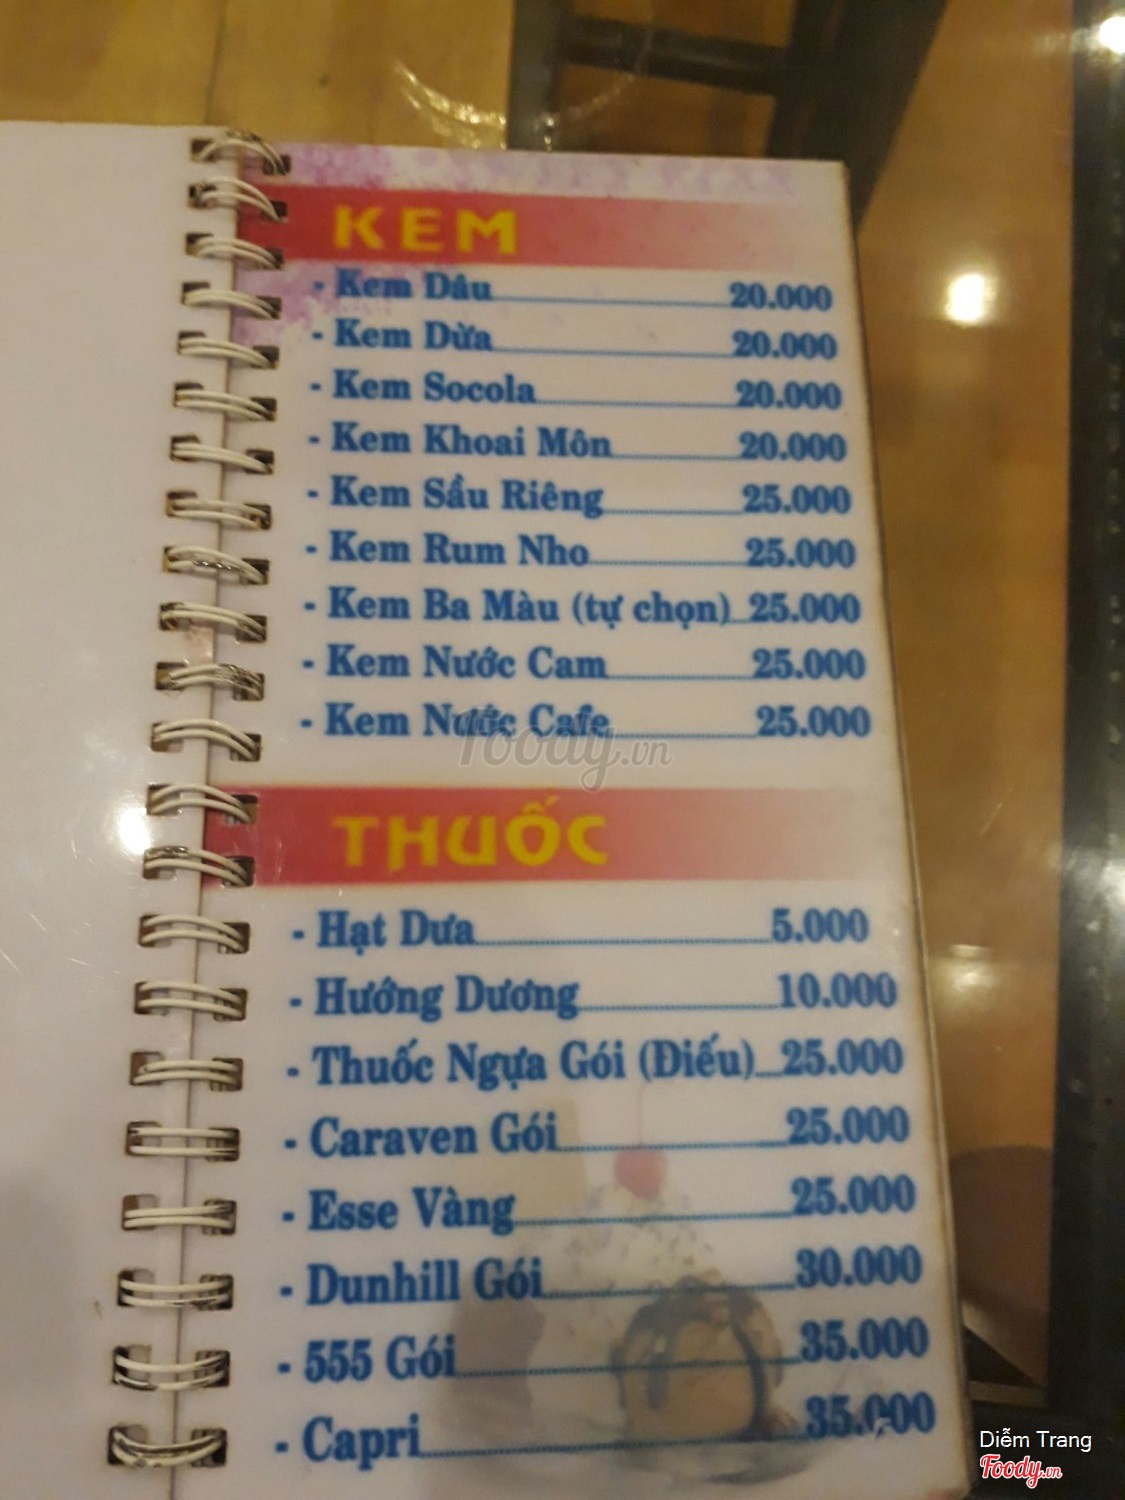 KEM
- Kem Dâu 20.000
- Kem Dừa 20.000
- Kem Socola 20.000
- Kem Khoai Môn 20.000
- Kem Sầu Riêng 25.000
- Kem Rum Nho 25.000
- Kem Ba Màu (tự chọn) 25.000
- Kem Nước Cam 25.000
- Kem Nước Cafe 25.000
foody.vn
THUỐC
- Hạt Dưa 5.000
- Hướng Dương 10.000
- Thuốc Ngựa Gói (Điếu) 25.000
- Caraven Gói 25.000
- Esse Vàng 25.000
- Dunhill Gói 30.000
- 555 Gói 35.000
- Capri 35.000
Diễm Trang
Foody.vn